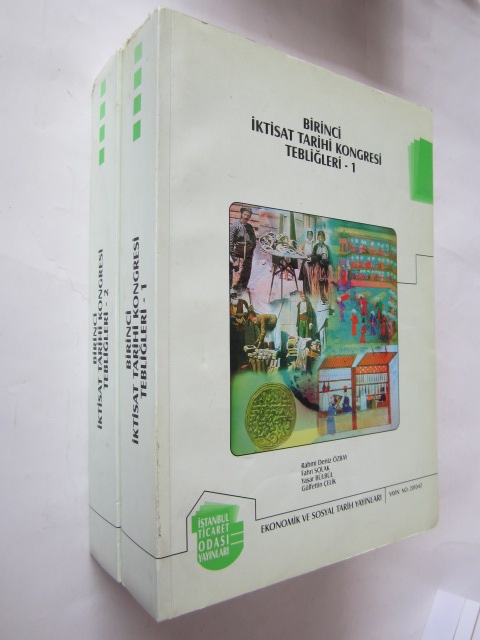 BİRİNCİ
İKTİSAT TARİHİ KONGRESİ
TEBLİĞLERİ - 1
Rahmi Deniz ÖZBAY
Fahri SOLAK
Yaşar BÜLBÜL
Gülfettin ÇELİK
EKONOMİK VE SOSYAL TARİH YAYINLARI
YAYIN NO:
İSTANBUL
TİCARET
ODASI
YAYINLARI
BİRİNCİ
İKTİSAT TARİHİ KONGRESİ
TEBLİĞLERİ - 1
BİRİNCİ
İKTİSAT TARİHİ KONGRESİ
TEBLİĞLERİ - 2